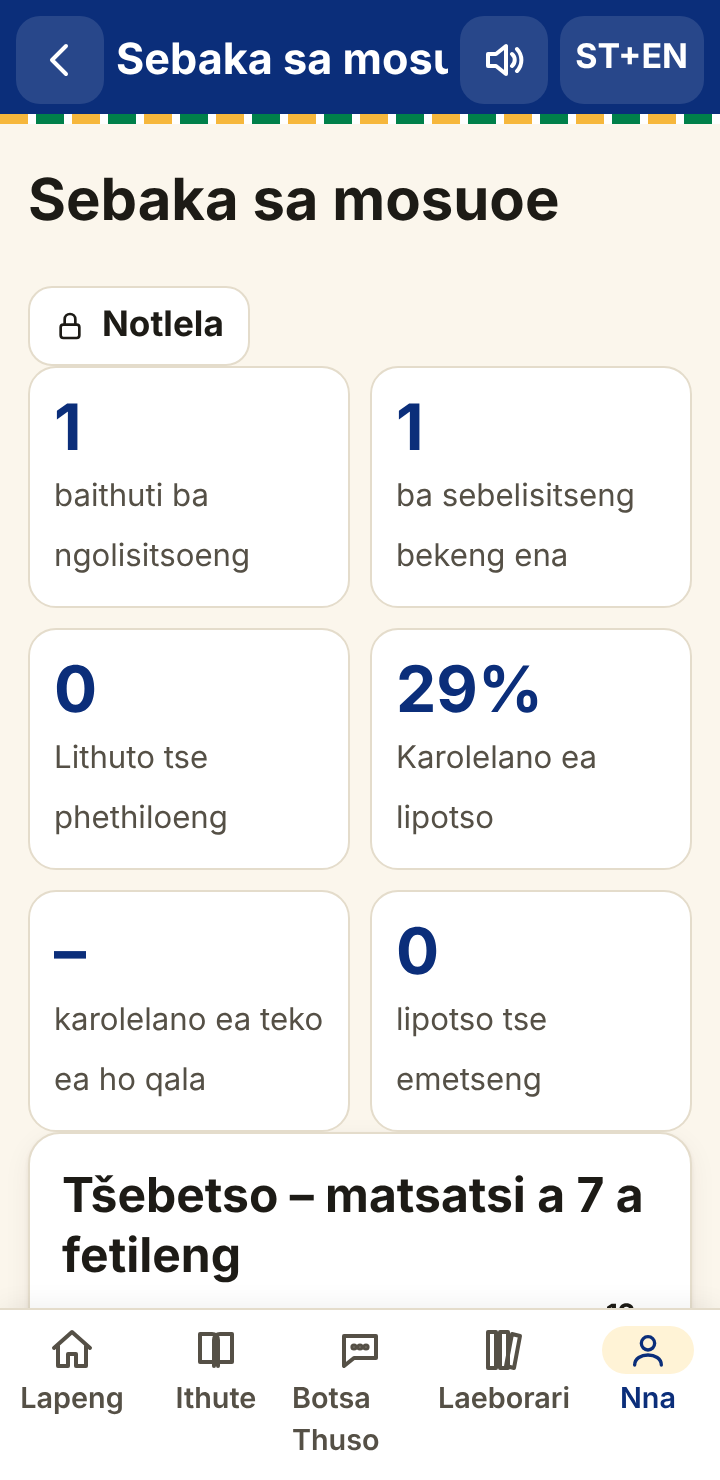 Sebaka sa mosu
ST+EN
Sebaka sa mosuoe
Notlela
1
baithuti ba
ngolisitsoeng
1
ba sebelisitseng
bekeng ena
0
Lithuto tse
phethiloeng
29%
Karolelano ea
lipotso
–
karolelano ea teko
ea ho qala
0
lipotso tse
emetseng
Tšebetso – matsatsi a 7 a
fetileng
Lapeng
Ithute
Botsa
Thuso
Laeborari
Nna